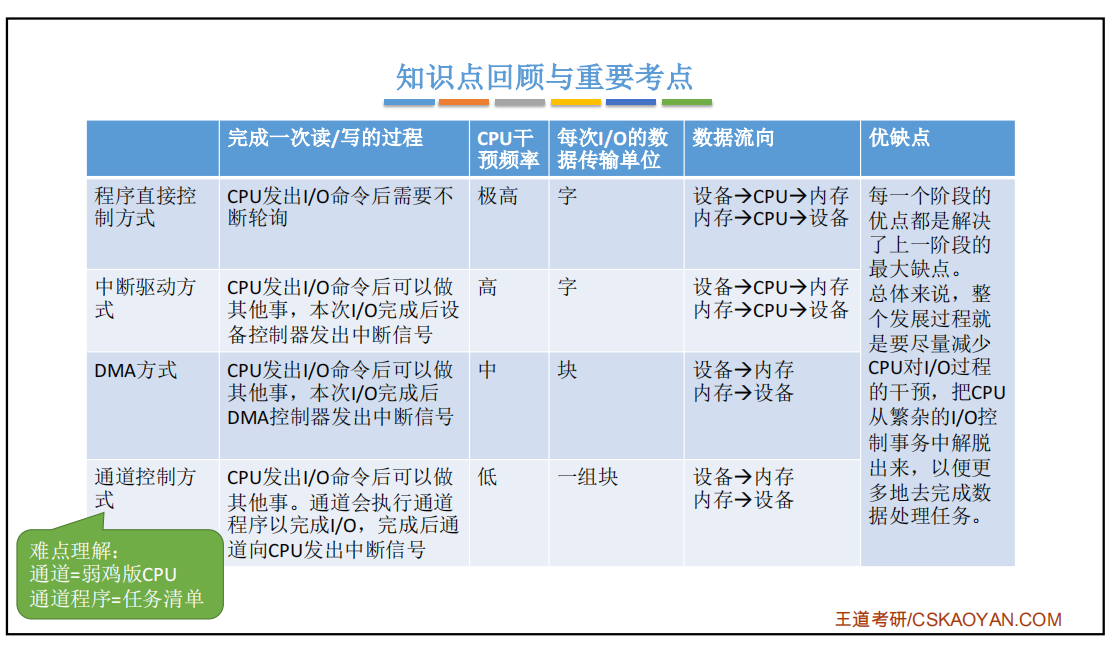 知识点回顾与重要考点
完成一次读/写的过程
CPU干
预频率
每次I/O的数
据传输单位
数据流向
优缺点
程序直接控
制方式
CPU发出I/O命令后需要不
断轮询
极高
字
设备→CPU→内存
内存→CPU→设备
每一个阶段的
优点都是解决
了上一阶段的
最大缺点。
总体来说，整
个发展过程就
是要尽量减少
CPU对I/O过程
的干预，把CPU
从繁杂的I/O控
制事务中解脱
出来，以便更
多地去完成数
据处理任务。
中断驱动方
式
CPU发出I/O命令后可以做
其他事，本次I/O完成后设
备控制器发出中断信号
高
字
设备→CPU→内存
内存→CPU→设备
DMA方式
CPU发出I/O命令后可以做
其他事，本次I/O完成后
DMA控制器发出中断信号
中
块
设备→内存
内存→设备
通道控制方
式
CPU发出I/O命令后可以做
其他事。通道会执行通道
程序以完成I/O，完成后通
道向CPU发出中断信号
低
一组块
设备→内存
内存→设备
难点理解：
通道=弱鸡版CPU
通道程序=任务清单
王道考研/CSKAOYAN.COM